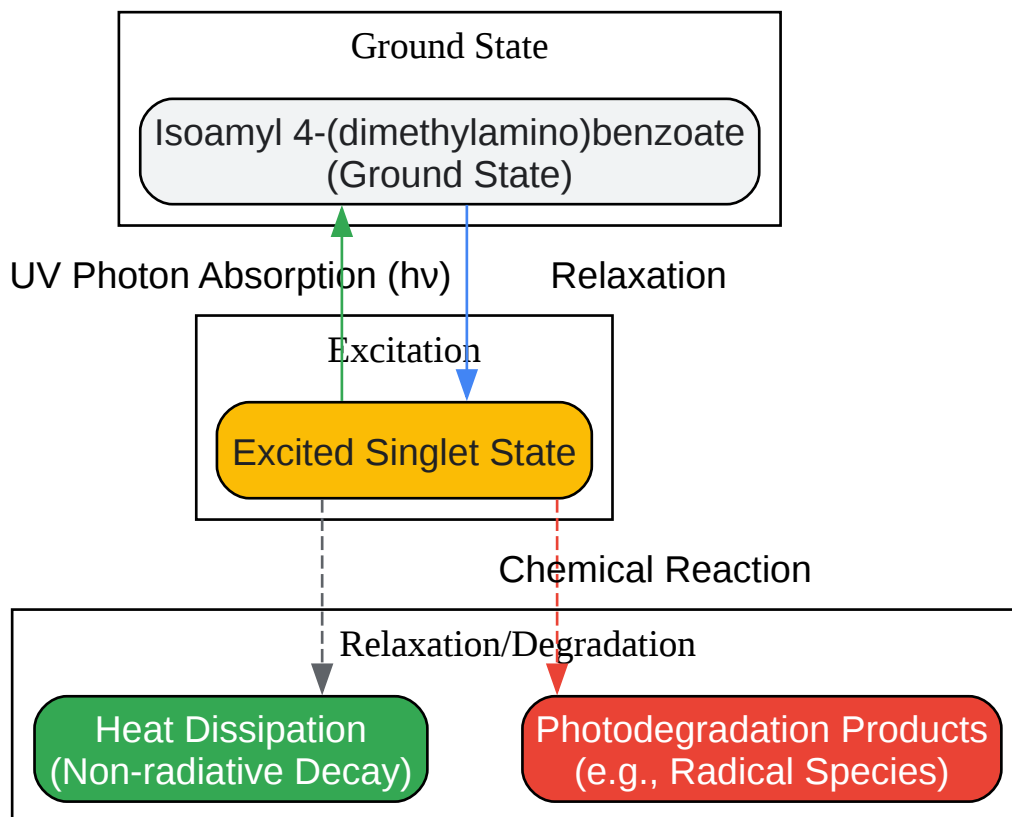 Ground State
Isoamyl 4-(dimethylamino)benzoate
(Ground State)
UV Photon Absorption (hν)
Relaxation
Excitation
Excited Singlet State
Chemical Reaction
Relaxation/Degradation
Heat Dissipation
(Non-radiative Decay)
Photodegradation Products
(e.g., Radical Species)